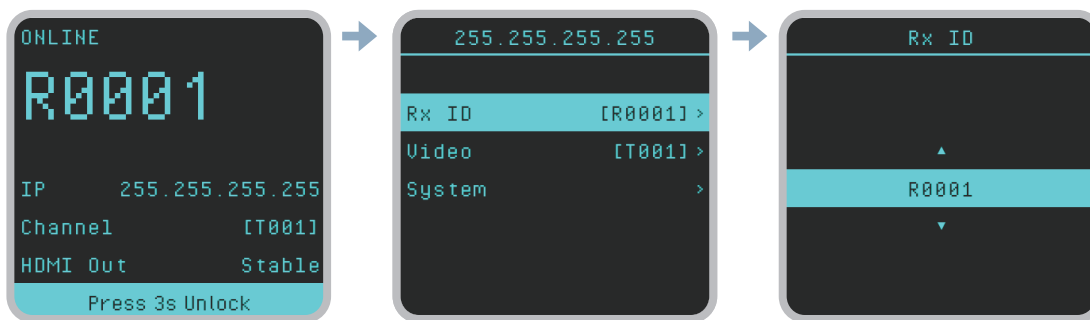 ONLINE
R0001
IP 255.255.255.255
Channel [T001]
HDMI Out Stable
Press 3s Unlock
255.255.255.255
Rx ID [R0001] >
Video [T001] >
System >
Rx ID
▲
R0001
▼